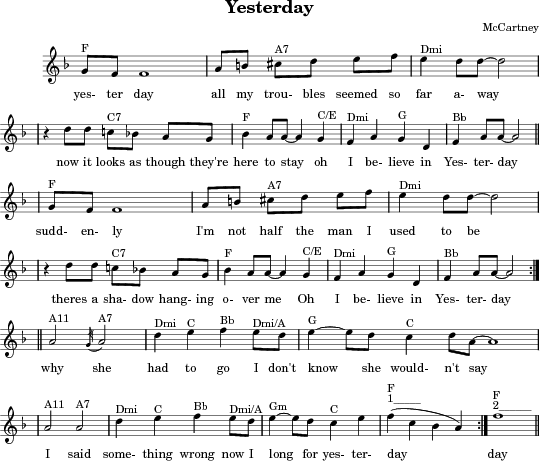 Yesterday
McCartney
F A7 Dmi
yes- ter day all my trou- bles seemed so far a- way
C7 F C/E Dmi G Bb
now it looks as though they're here to stay oh I be- lieve in Yes- ter- day
F A7 Dmi
sudd- en- ly I'm not half the man I used to be
C7 F C/E Dmi G Bb
theres a sha- dow hang- ing o- ver me Oh I be- lieve in Yes- ter- day
A11 A7 Dmi C Bb Dmi/A G C
why she had to go I don't know she would- n't say
F F
1____ 2____
A11 A7 Dmi C Bb Dmi/A Gm C
I said some- thing wrong now I long for yes- ter- day day